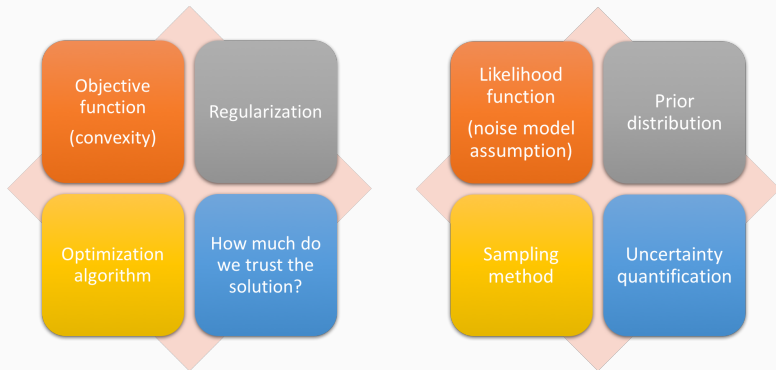 Objective
function
(convexity)
Regularization
Optimization
algorithm
How much do
we trust the
solution?
Likelihood
function
(noise model
assumption)
Prior
distribution
Sampling
method
Uncertainty
quantification